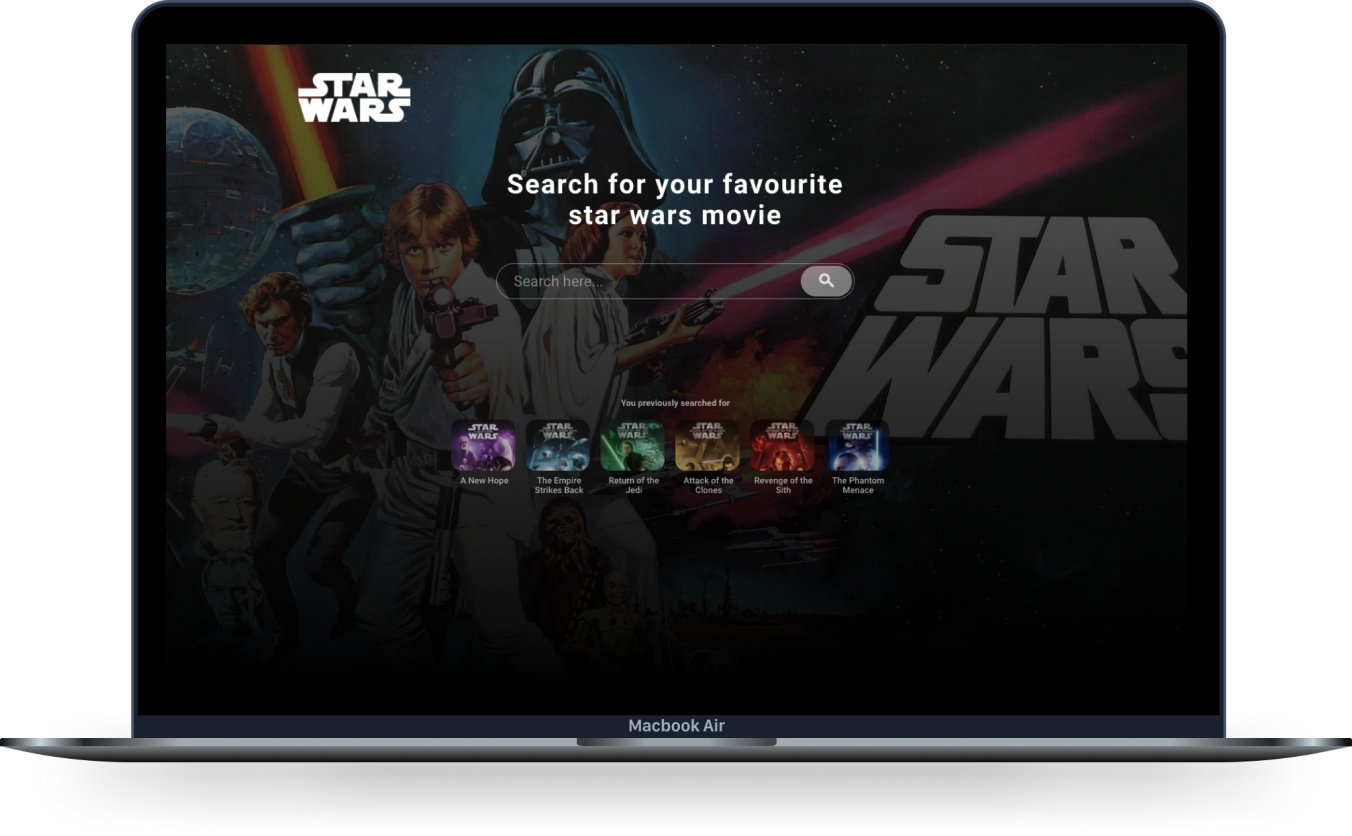 STAR
WARS
Search for your favourite
star wars movie
Search here...
STAR
WARS
You previously searched for
STAR
WARS
STAR
WARS
STAR
WARS
STAR
WARS
STAR
WARS
STAR
WARS
A New Hope
The Empire
Strikes Back
Return of the
Jedi
Attack of the
Clones
Revenge of the
Sith
The Phantom
Menace
Macbook Air